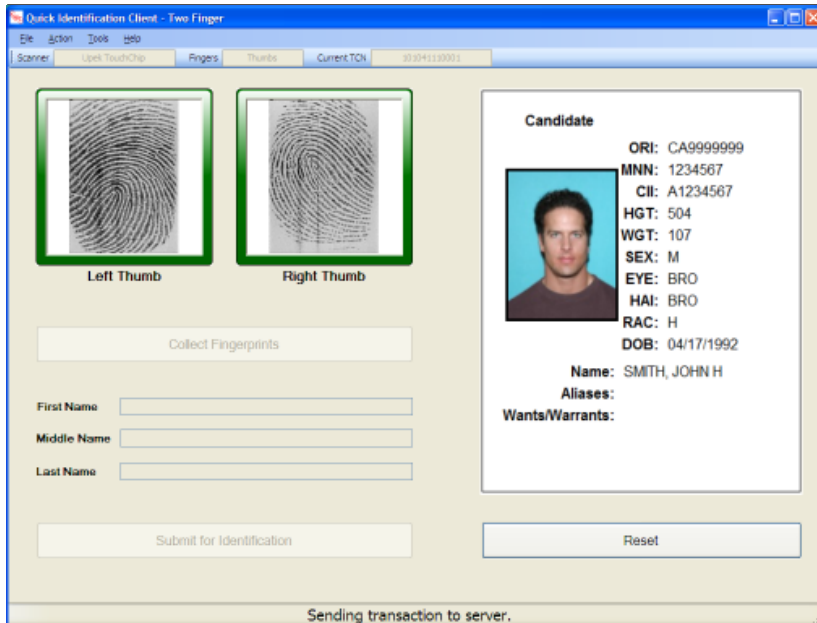 Quick Identification Client - Two Finger
File Action Tools Help
Scanner Upek TouchChip Fingers Thumbs Current TCN 101041110001
Candidate
ORI: CA9999999
MNN: 1234567
CII: A1234567
HGT: 504
WGT: 107
SEX: M
EYE: BRO
HAI: BRO
RAC: H
DOB: 04/17/1992
Name: SMITH, JOHN H
Aliases:
Wants/Warrants:
Left Thumb Right Thumb
Collect Fingerprints
First Name
Middle Name
Last Name
Submit for Identification
Reset
Sending transaction to server.